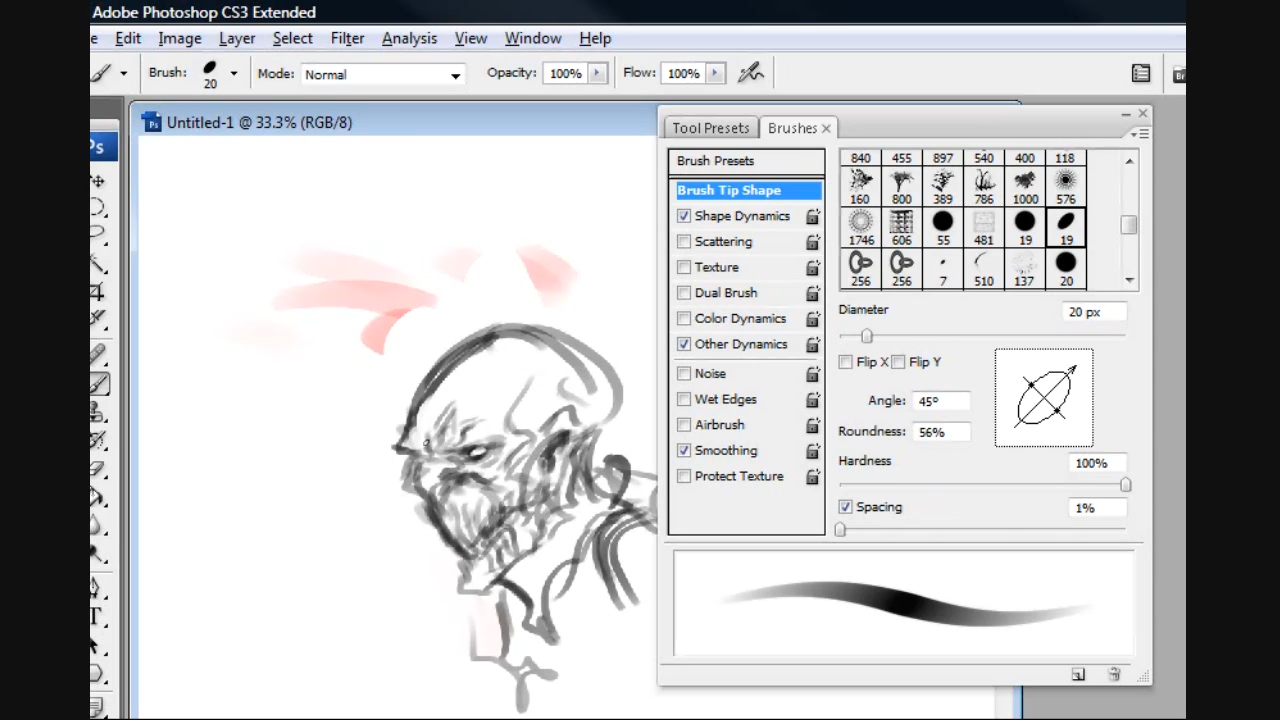 Adobe Photoshop CS3 Extended
e Edit Image Layer Select Filter Analysis View Window Help
Brush: 20 Mode: Normal Opacity: 100% Flow: 100%
Untitled-1 @ 33.3% (RGB/8)
Ps
Tool Presets Brushes
Brush Presets
Brush Tip Shape
Shape Dynamics
Scattering
Texture
Dual Brush
Color Dynamics
Other Dynamics
Noise
Wet Edges
Airbrush
Smoothing
Protect Texture
840 455 897 540 400 118
160 800 389 786 1000 576
1746 606 55 481 19 19
256 256 7 510 137 20
Diameter 20 px
Flip X Flip Y
Angle: 45º
Roundness: 56%
Hardness 100%
Spacing 1%